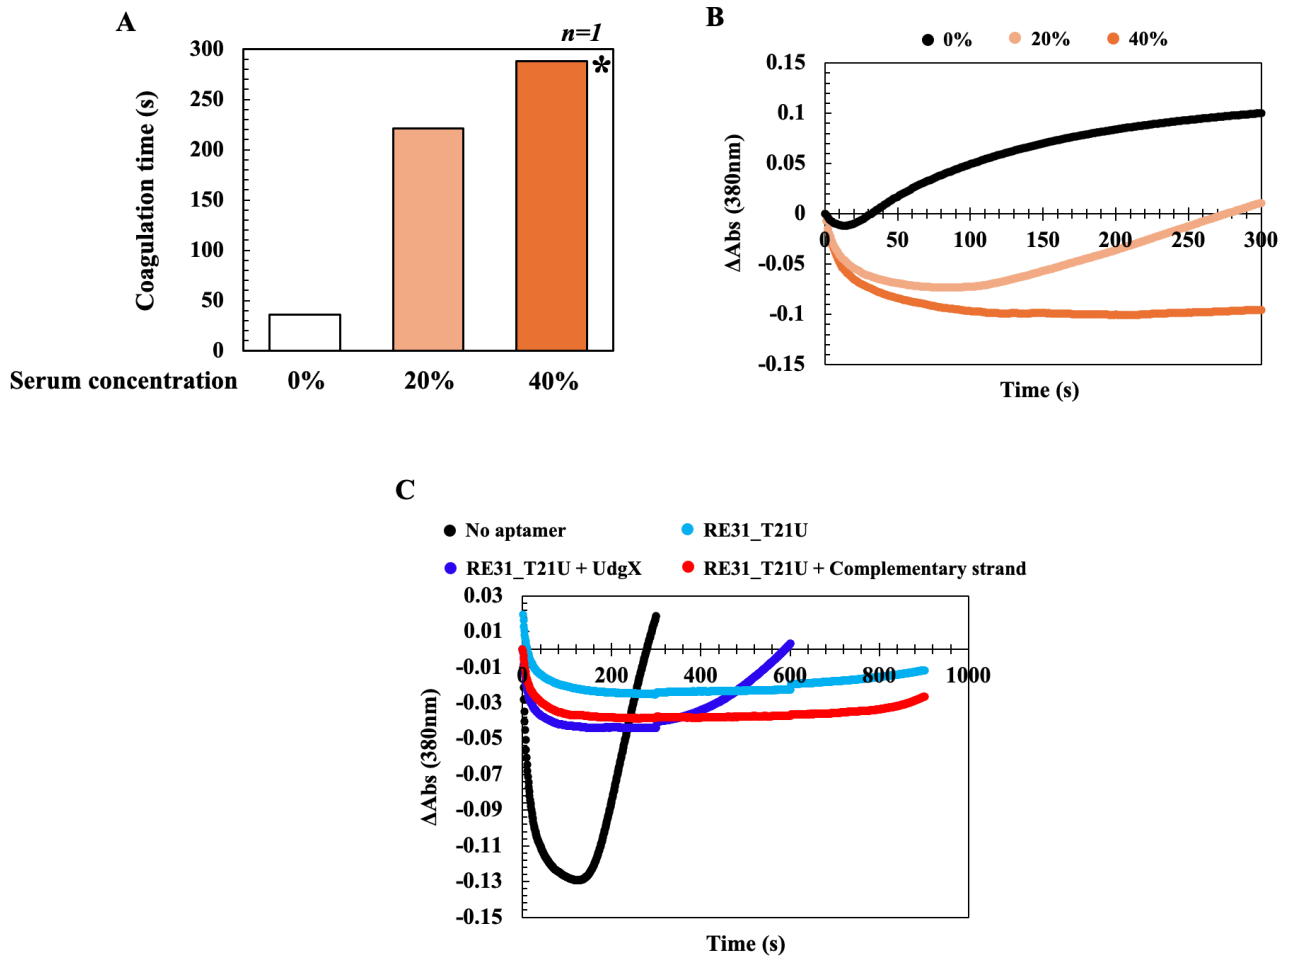 A
n=1
Coagulation time (s)
300
250
200
150
100
50
0
*
Serum concentration 0% 20% 40%
B
0% 20% 40%
ΔAbs (380nm)
0.15
0.1
0.05
0
-0.05
-0.1
-0.15
0 50 100 150 200 250 300
Time (s)
C
No aptamer RE31_T21U
RE31_T21U + UdgX RE31_T21U + Complementary strand
ΔAbs (380nm)
0.03
0.01
-0.01
-0.03
-0.05
-0.07
-0.09
-0.11
-0.13
-0.15
0 200 400 600 800 1000
Time (s)